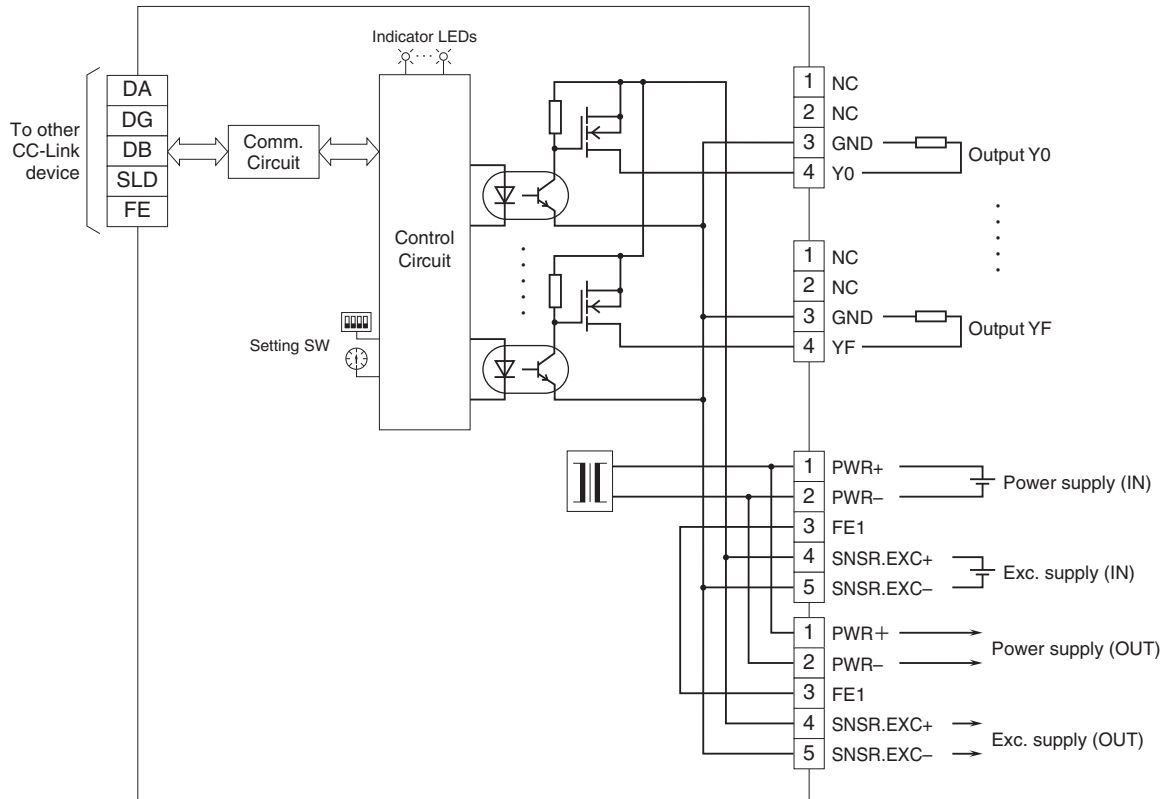 Indicator LEDs
To other
CC-Link
device
DA
DG
DB
SLD
FE
Comm.
Circuit
Control
Circuit
Setting SW
1 NC
2 NC
3 GND
4 Y0
Output Y0
1 NC
2 NC
3 GND
4 YF
Output YF
1 PWR+
2 PWR–
3 FE1
4 SNSR.EXC+
5 SNSR.EXC–
Power supply (IN)
Exc. supply (IN)
1 PWR+
2 PWR–
3 FE1
4 SNSR.EXC+
5 SNSR.EXC–
Power supply (OUT)
Exc. supply (OUT)